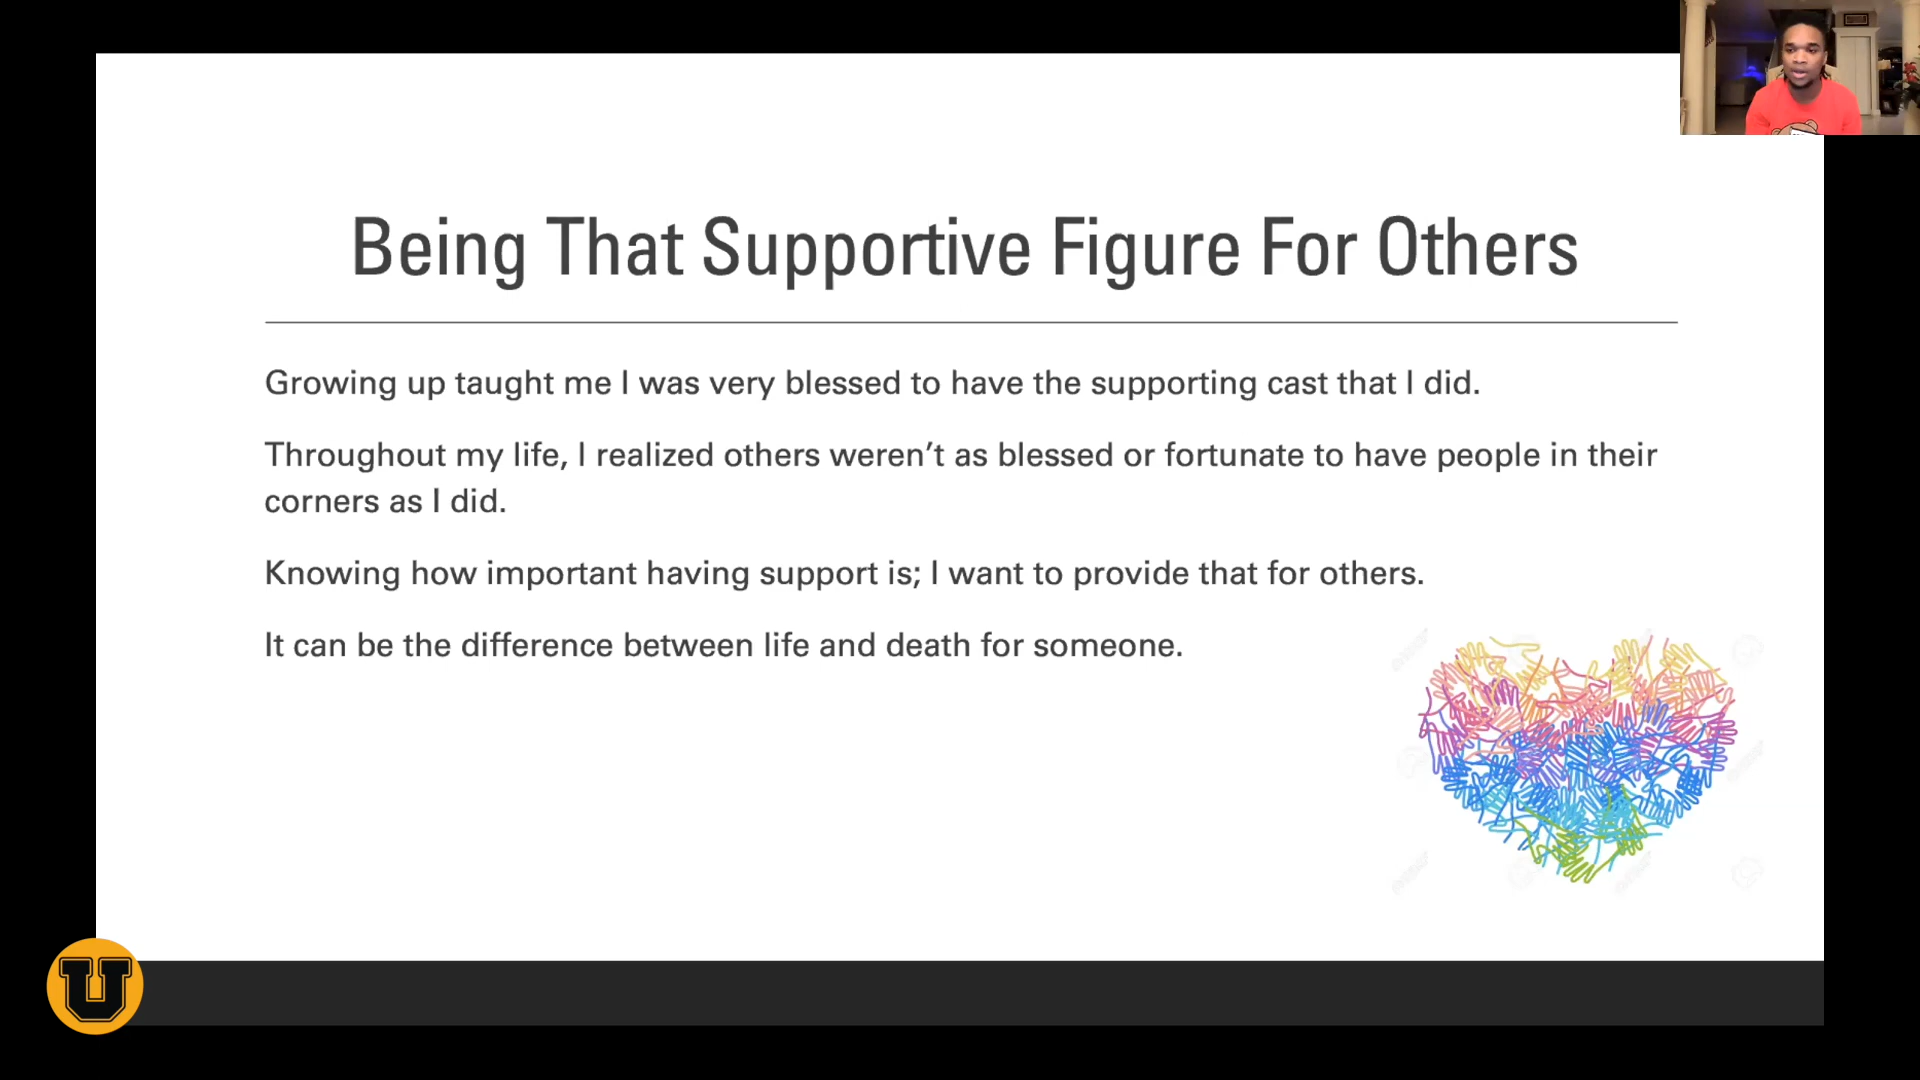 Being That Supportive Figure For Others
Growing up taught me I was very blessed to have the supporting cast that I did.
Throughout my life, I realized others weren’t as blessed or fortunate to have people in their
corners as I did.
Knowing how important having support is; I want to provide that for others.
It can be the difference between life and death for someone.
U